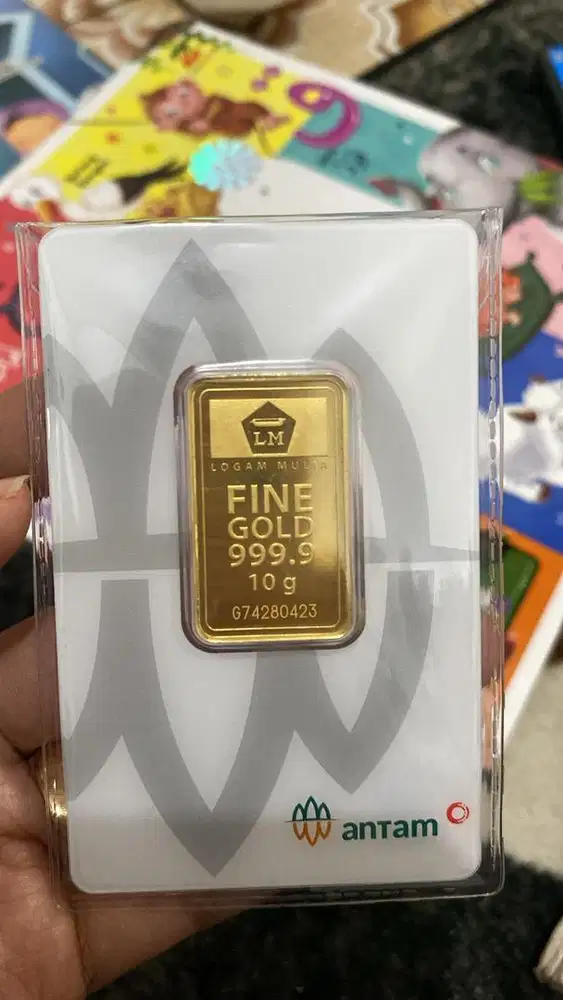 LM
LOGAM MULIA
FINE
GOLD
999.9
10 g
G74280423
antam